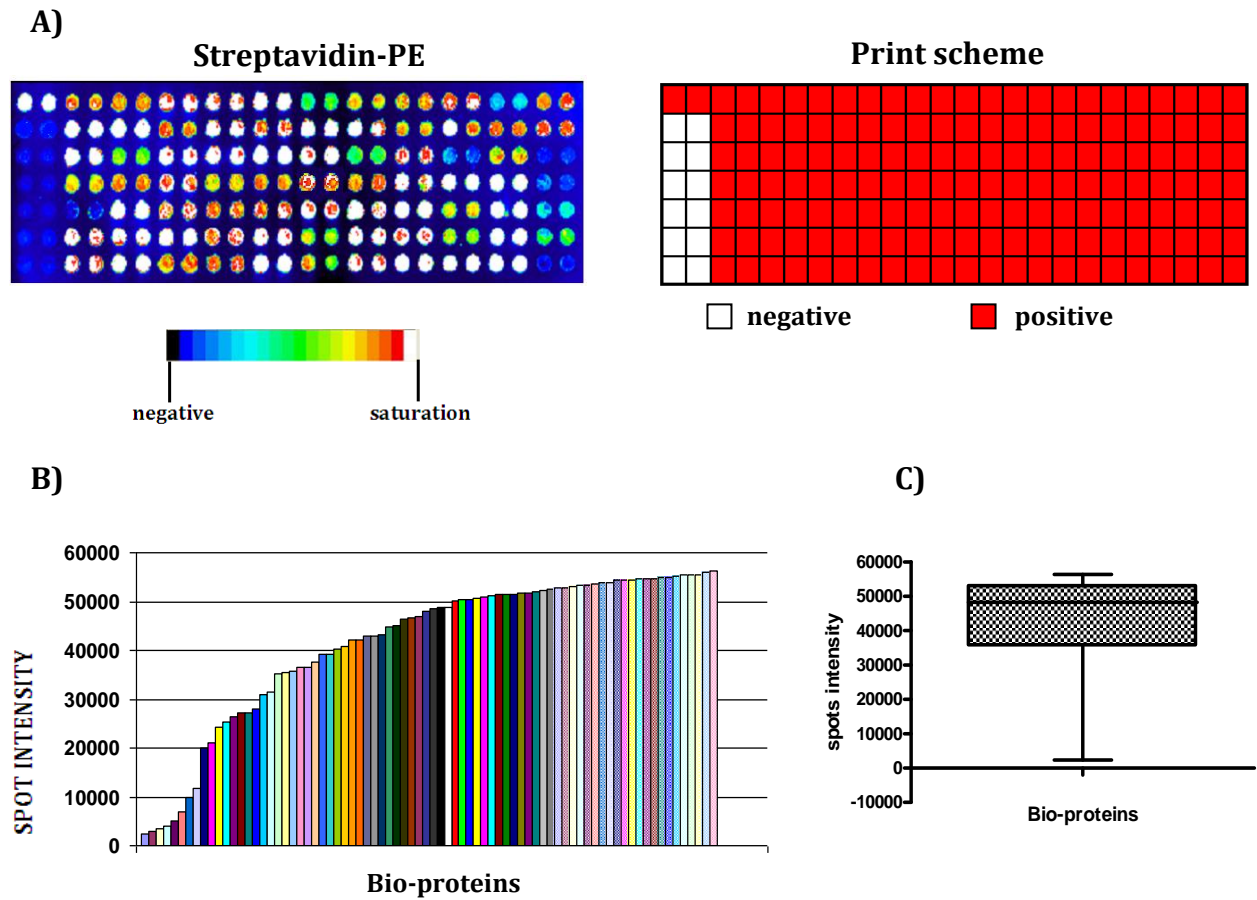 A)
Streptavidin-PE
Print scheme
negative
positive
negative
saturation
B)
C)
60000
50000
40000
30000
20000
10000
0
SPOT INTENSITY
Bio-proteins
60000
50000
40000
30000
20000
10000
0
-10000
spots intensity
Bio-proteins